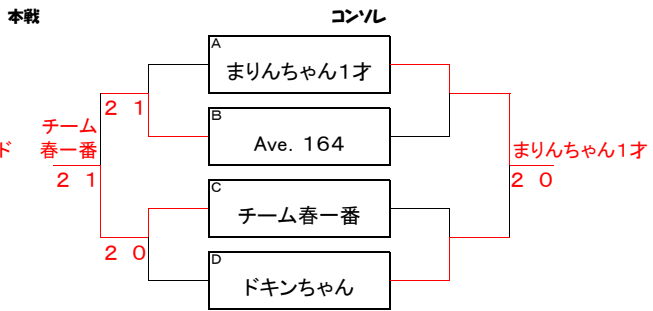 本戦
コンソレ
A
まりんちゃん１才
２ １
B
Ave. １６４
チーム
ド 春一番
まりんちゃん１才
２ １
２ ０
C
チーム春一番
２ ０
D
ドキンちゃん